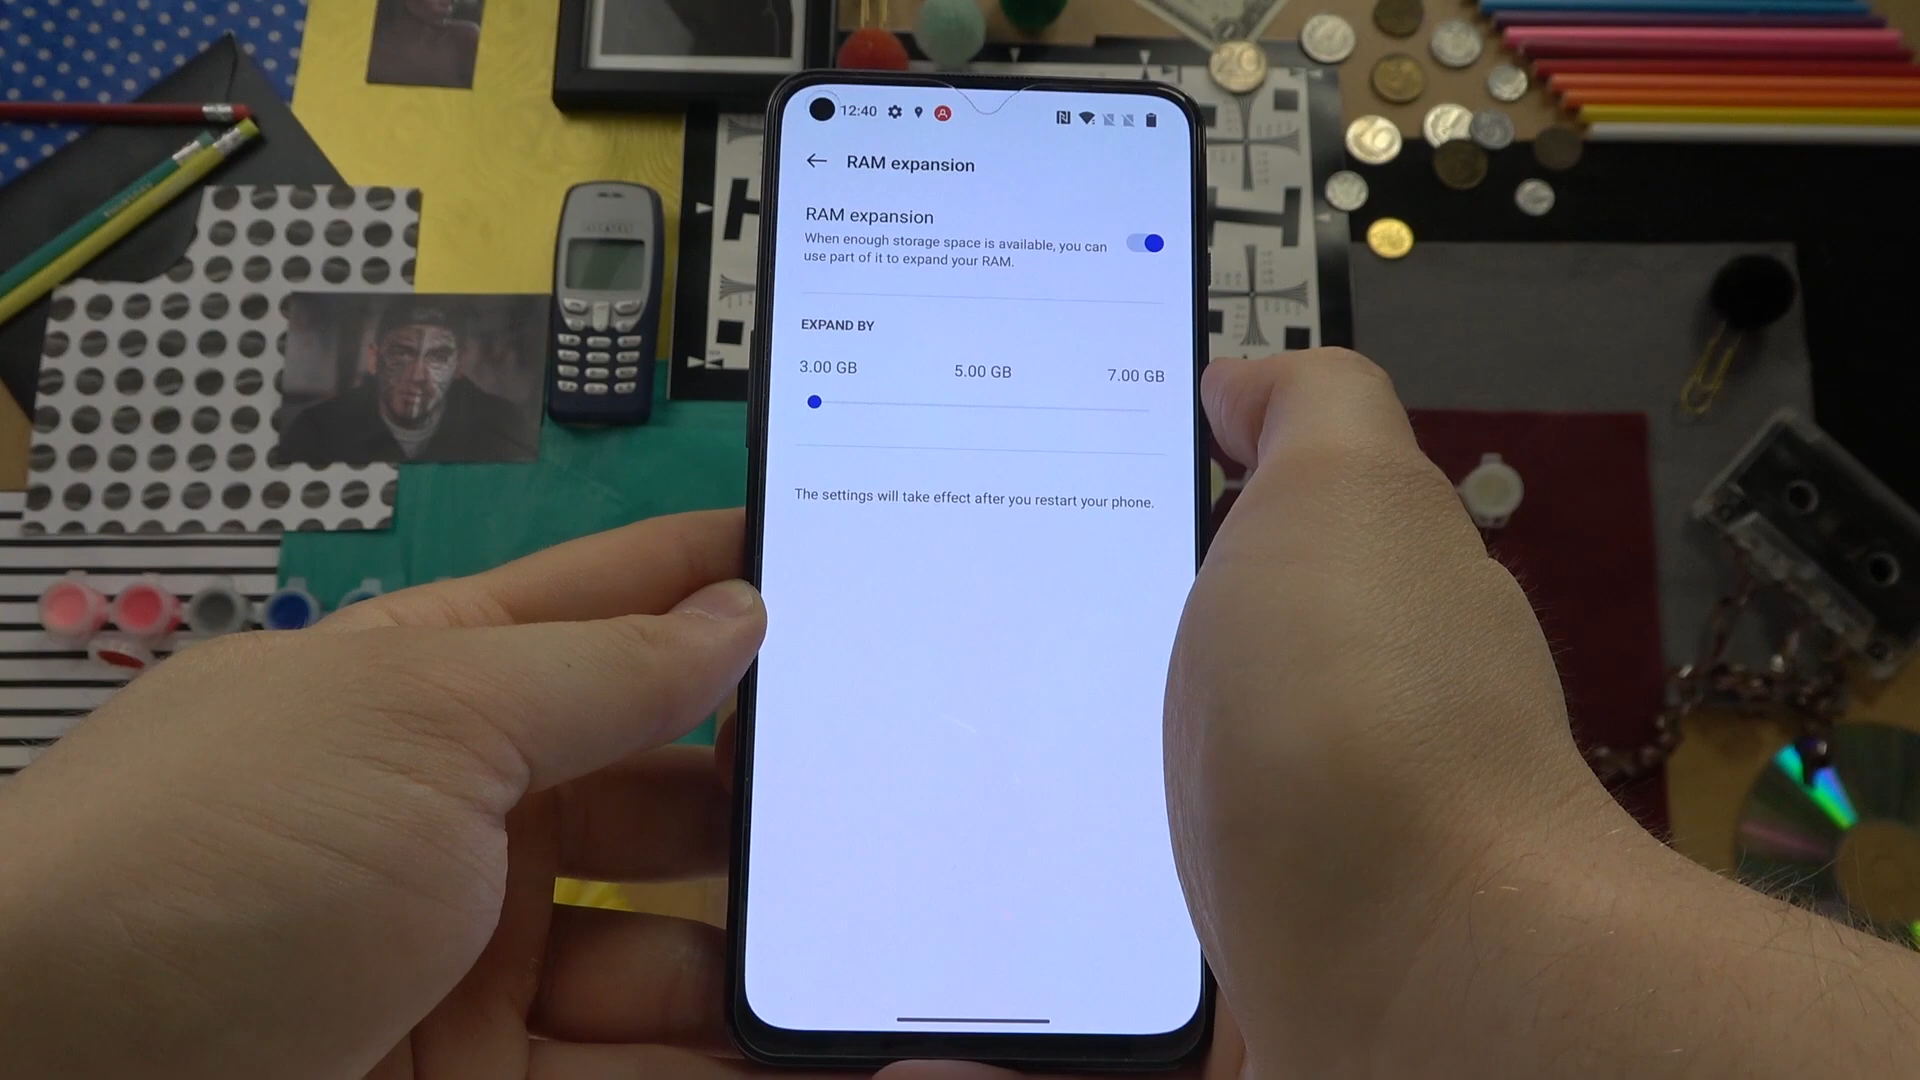 12:40
RAM expansion
RAM expansion
When enough storage space is available, you can
use part of it to expand your RAM.
EXPAND BY
3.00 GB 5.00 GB 7.00 GB
The settings will take effect after you restart your phone.